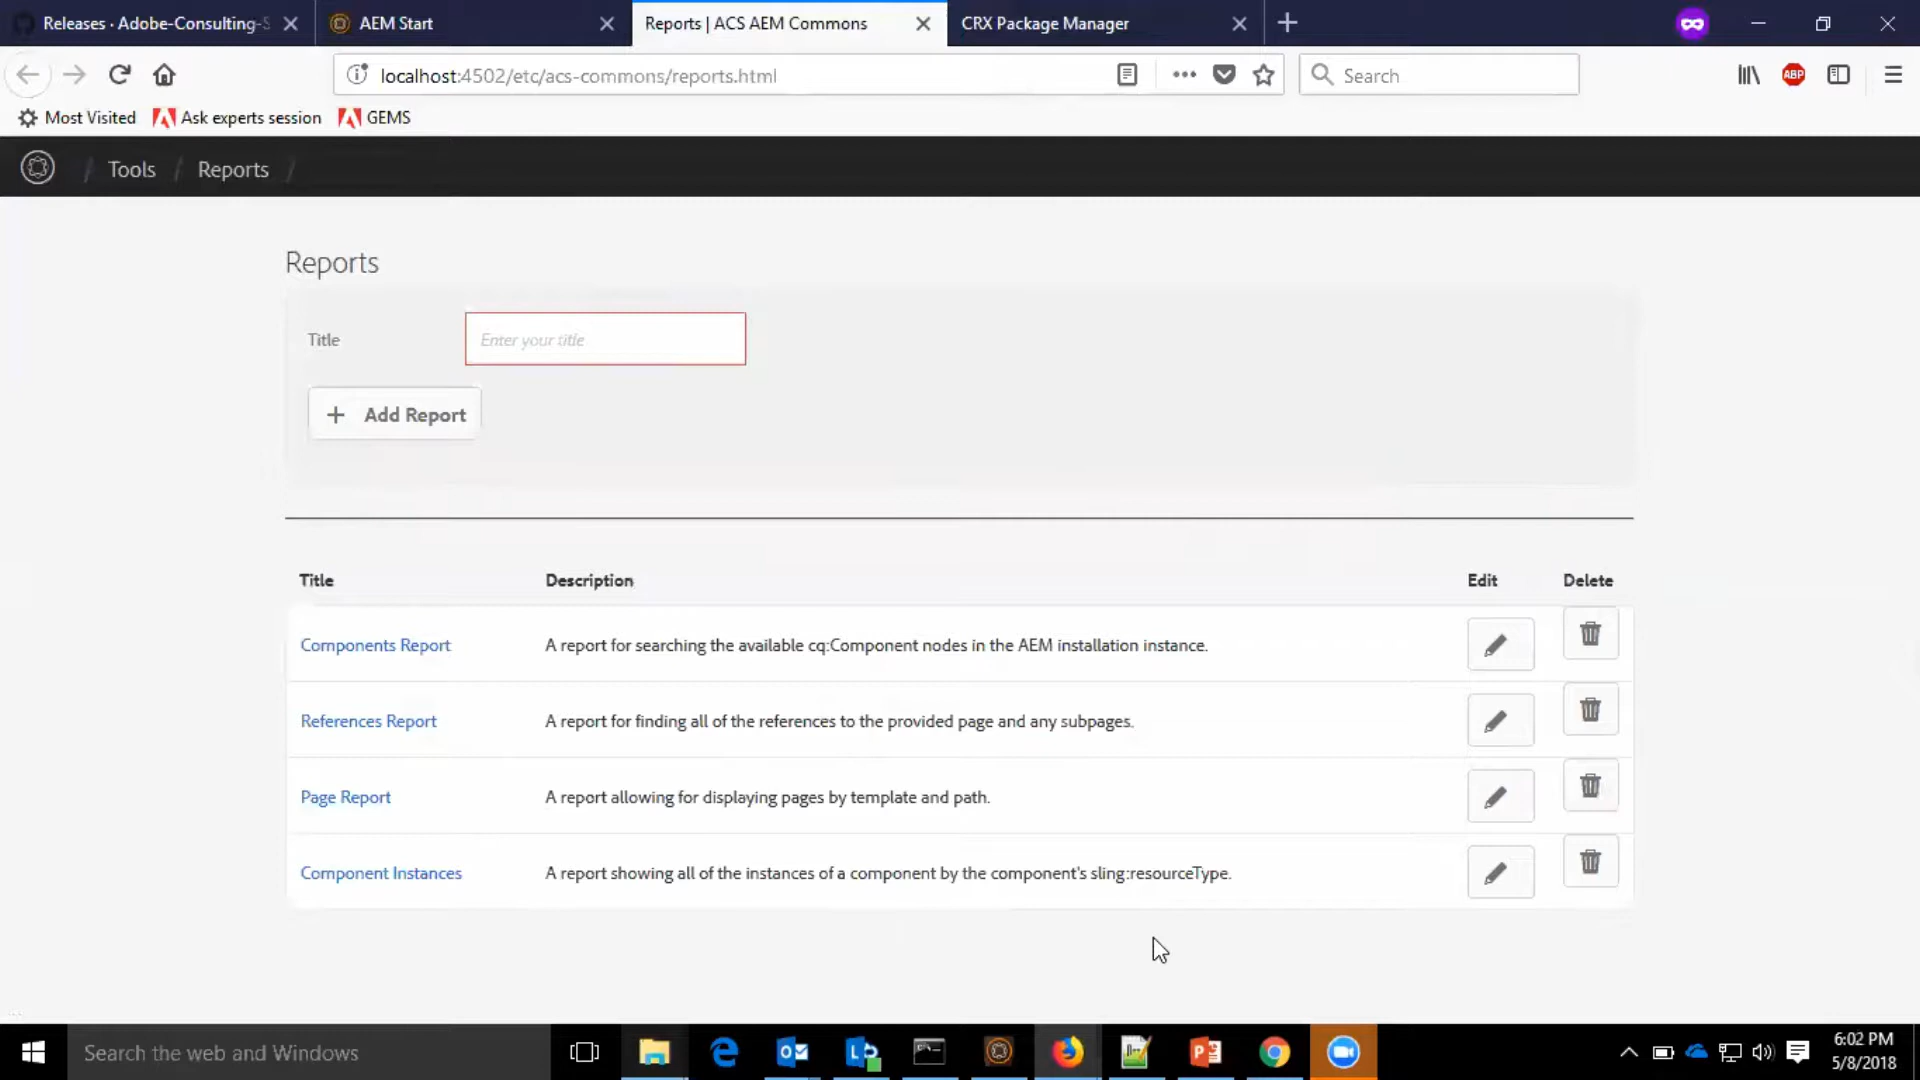 Releases · Adobe-Consulting-S
AEM Start
Reports | ACS AEM Commons
CRX Package Manager
localhost:4502/etc/acs-commons/reports.html
Search
ABP
Most Visited
Ask experts session
GEMS
/ Tools / Reports /
Reports
Title
Enter your title
+ Add Report
Title Description Edit Delete
Components Report A report for searching the available cq:Component nodes in the AEM installation instance.
References Report A report for finding all of the references to the provided page and any subpages.
Page Report A report allowing for displaying pages by template and path.
Component Instances A report showing all of the instances of a component by the component's sling:resourceType.
Search the web and Windows
6:02 PM
5/8/2018